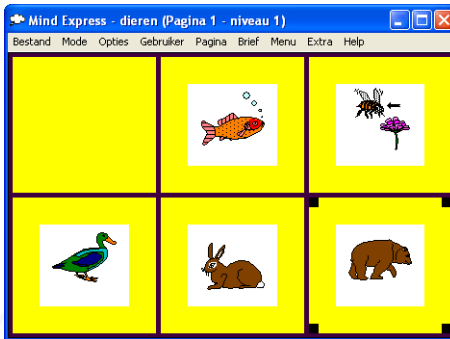 Mind Express - dieren (Pagina 1 - niveau 1)
Bestand Mode Opties Gebruiker Pagina Brief Menu Extra Help